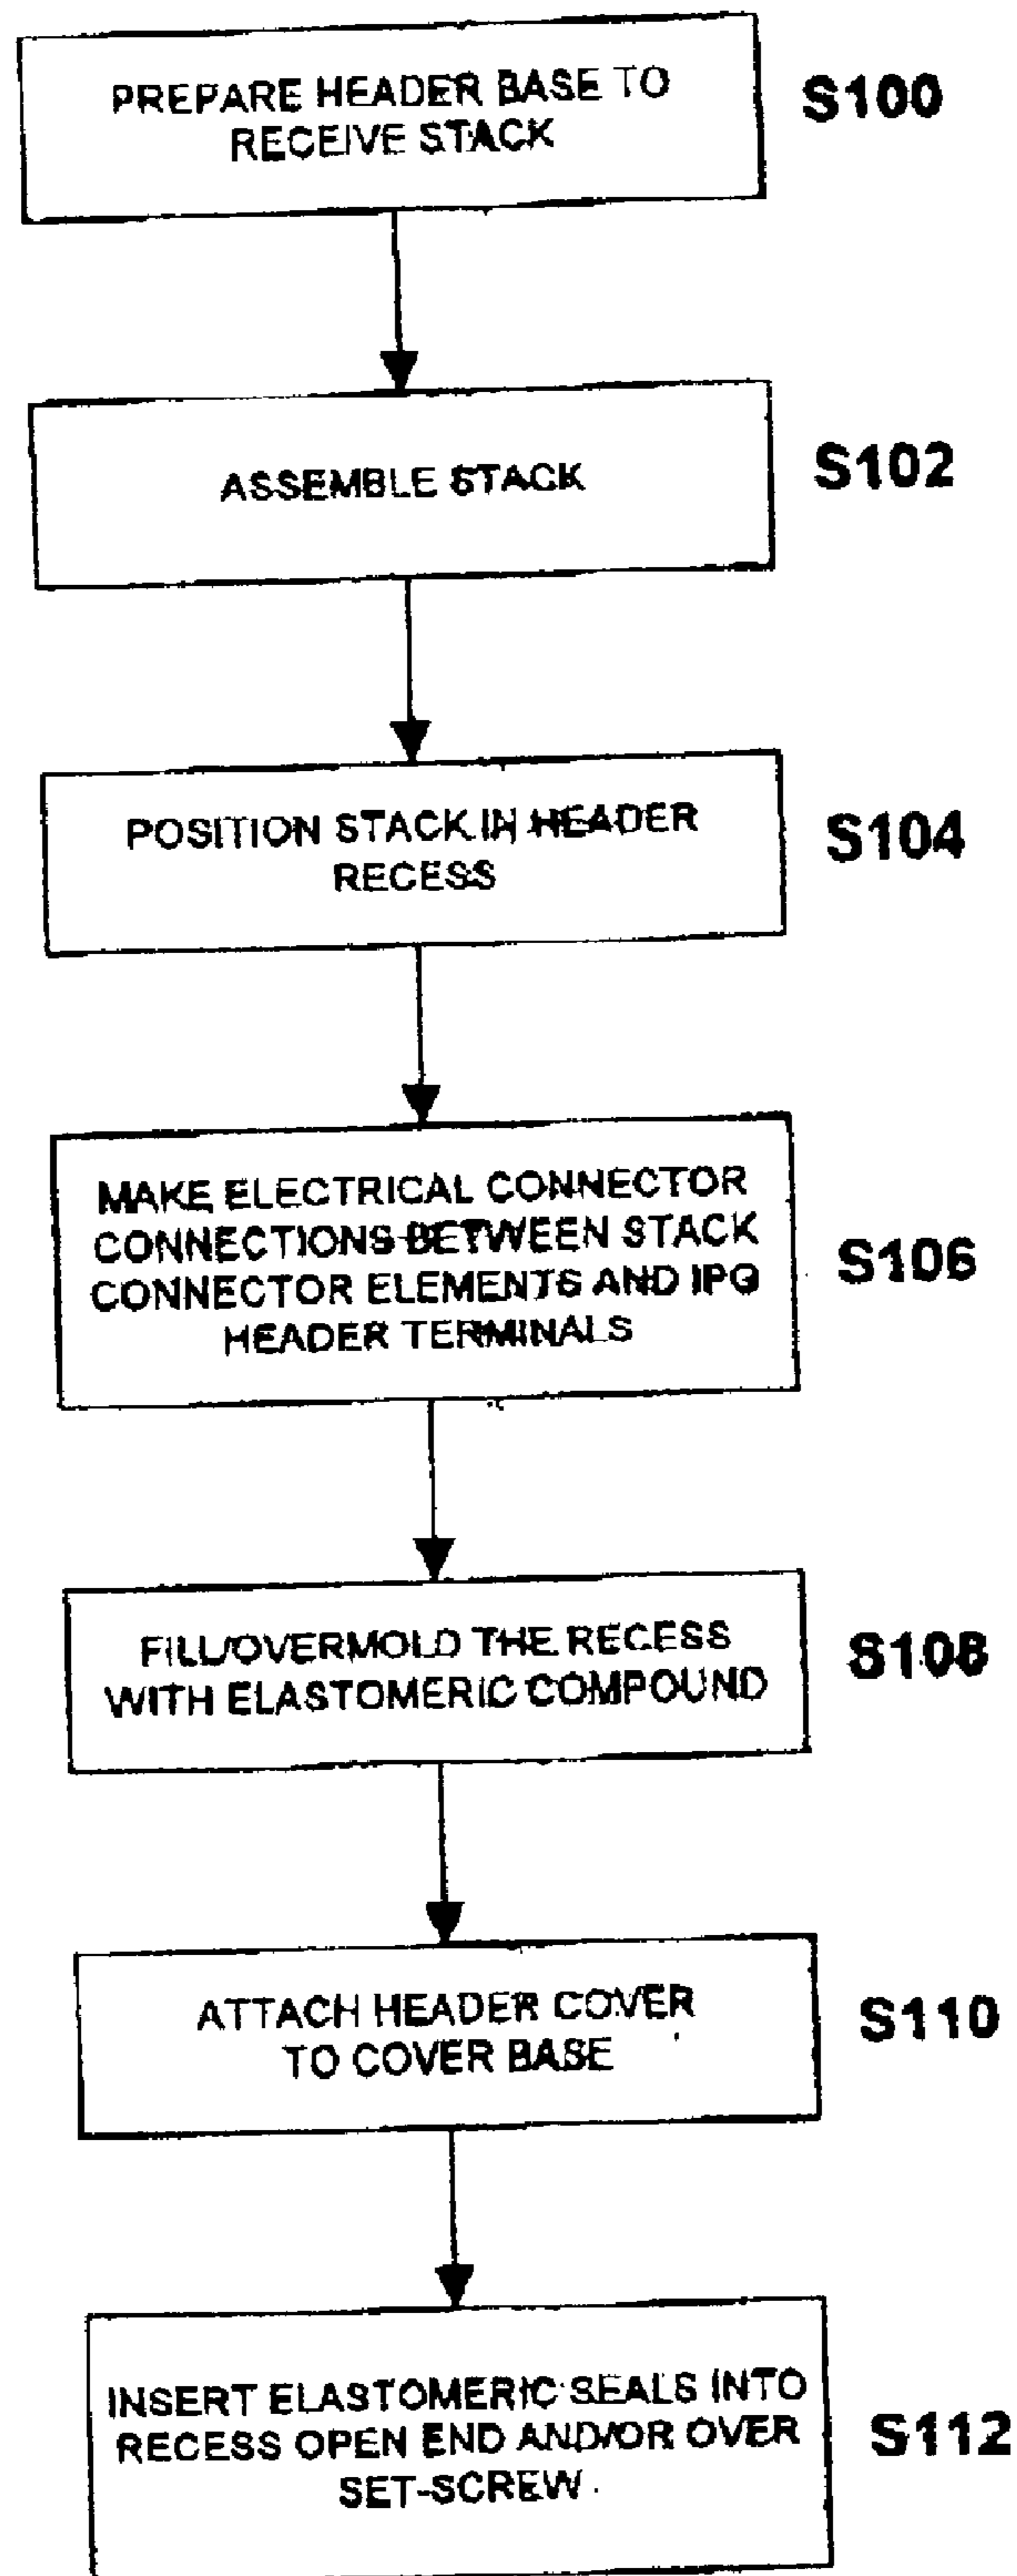 PREPARE HEADER BASE TO
RECEIVE STACK
S100
ASSEMBLE STACK
S102
POSITION STACK IN HEADER
RECESS
S104
MAKE ELECTRICAL CONNECTOR
CONNECTIONS BETWEEN STACK
CONNECTOR ELEMENTS AND IPG
HEADER TERMINALS
S106
FILL/OVERMOLD THE RECESS
WITH ELASTOMERIC COMPOUND
S108
ATTACH HEADER COVER
TO COVER BASE
S110
INSERT ELASTOMERIC SEALS INTO
RECESS OPEN END AND/OR OVER
SET-SCREW
S112